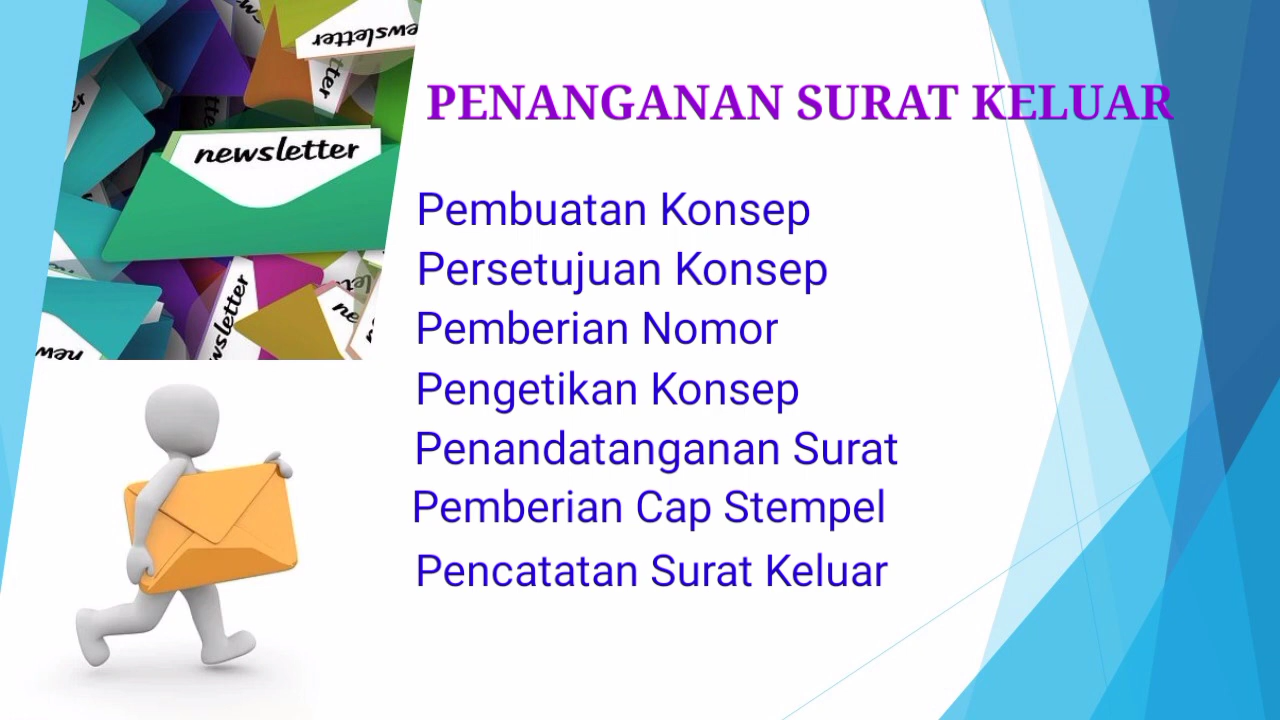 newsletter
newsletter
newsletter
PENANGANAN SURAT KELUAR
Pembuatan Konsep
Persetujuan Konsep
Pemberian Nomor
Pengetikan Konsep
Penandatanganan Surat
Pemberian Cap Stempel
Pencatatan Surat Keluar